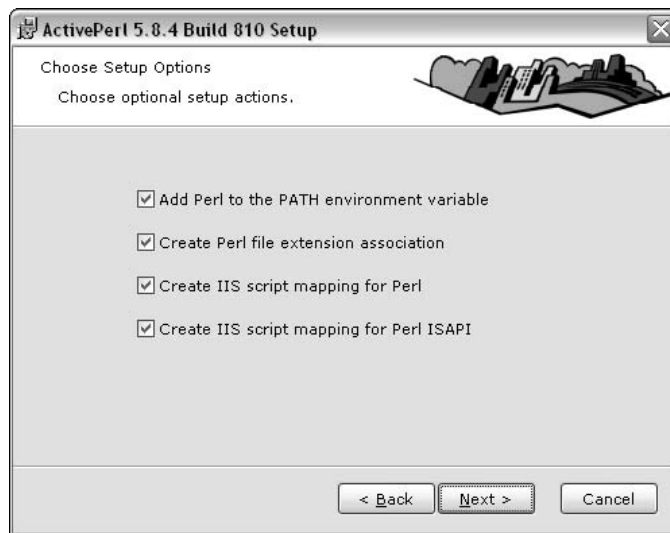 ActivePerl 5.8.4 Build 810 Setup
Choose Setup Options
Choose optional setup actions.
Add Perl to the PATH environment variable
Create Perl file extension association
Create IIS script mapping for Perl
Create IIS script mapping for Perl ISAPI
< Back Next > Cancel